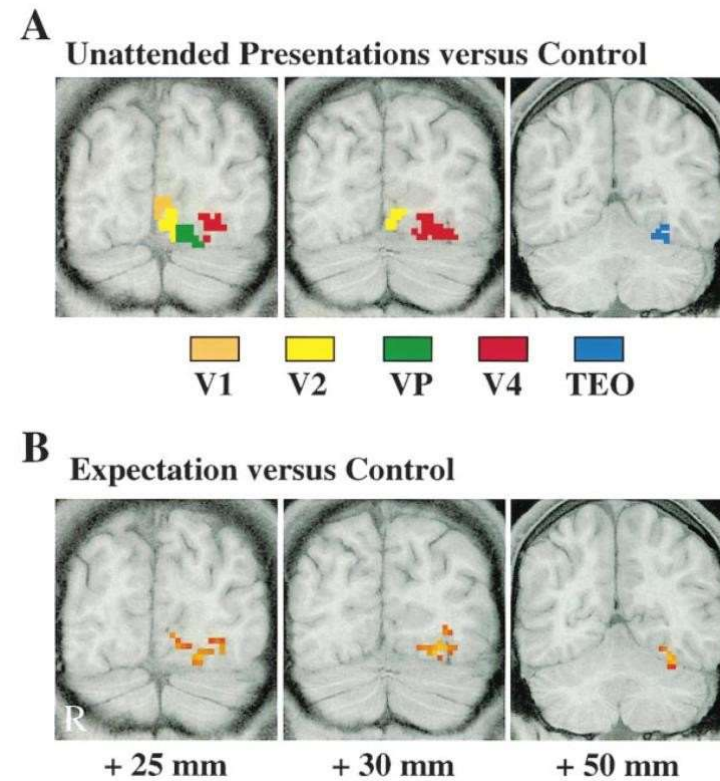 A
Unattended Presentations versus Control
V1 V2 VP V4 TEO
B
Expectation versus Control
R
+ 25 mm + 30 mm + 50 mm